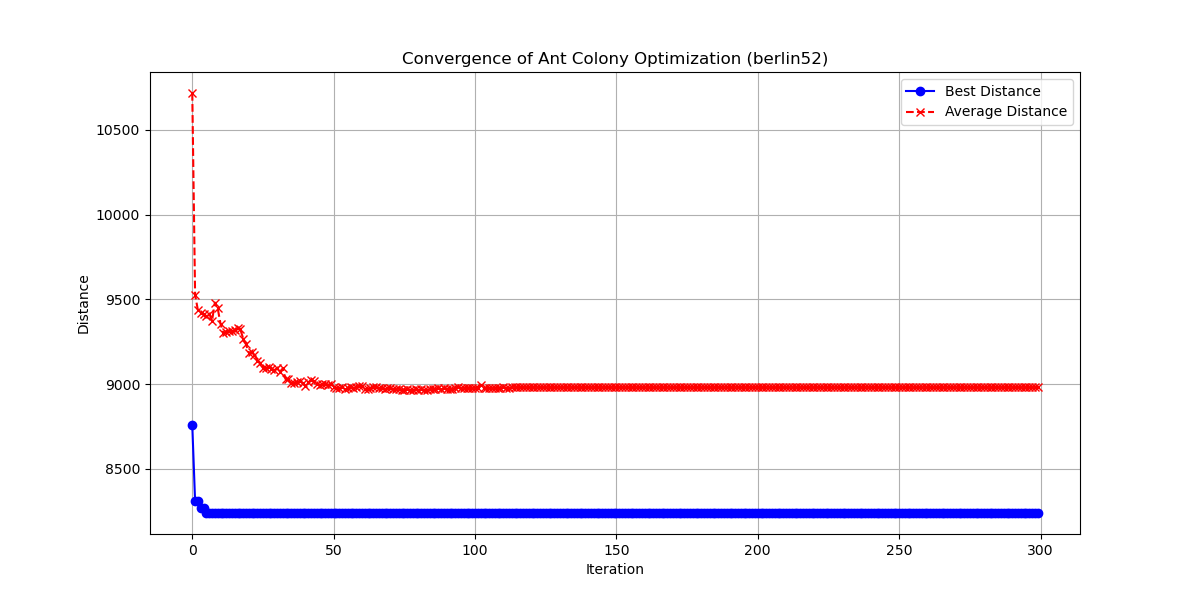 Convergence of Ant Colony Optimization (berlin52)
Best Distance
Average Distance
10500
10000
9500
9000
8500
Distance
0 50 100 150 200 250 300
Iteration